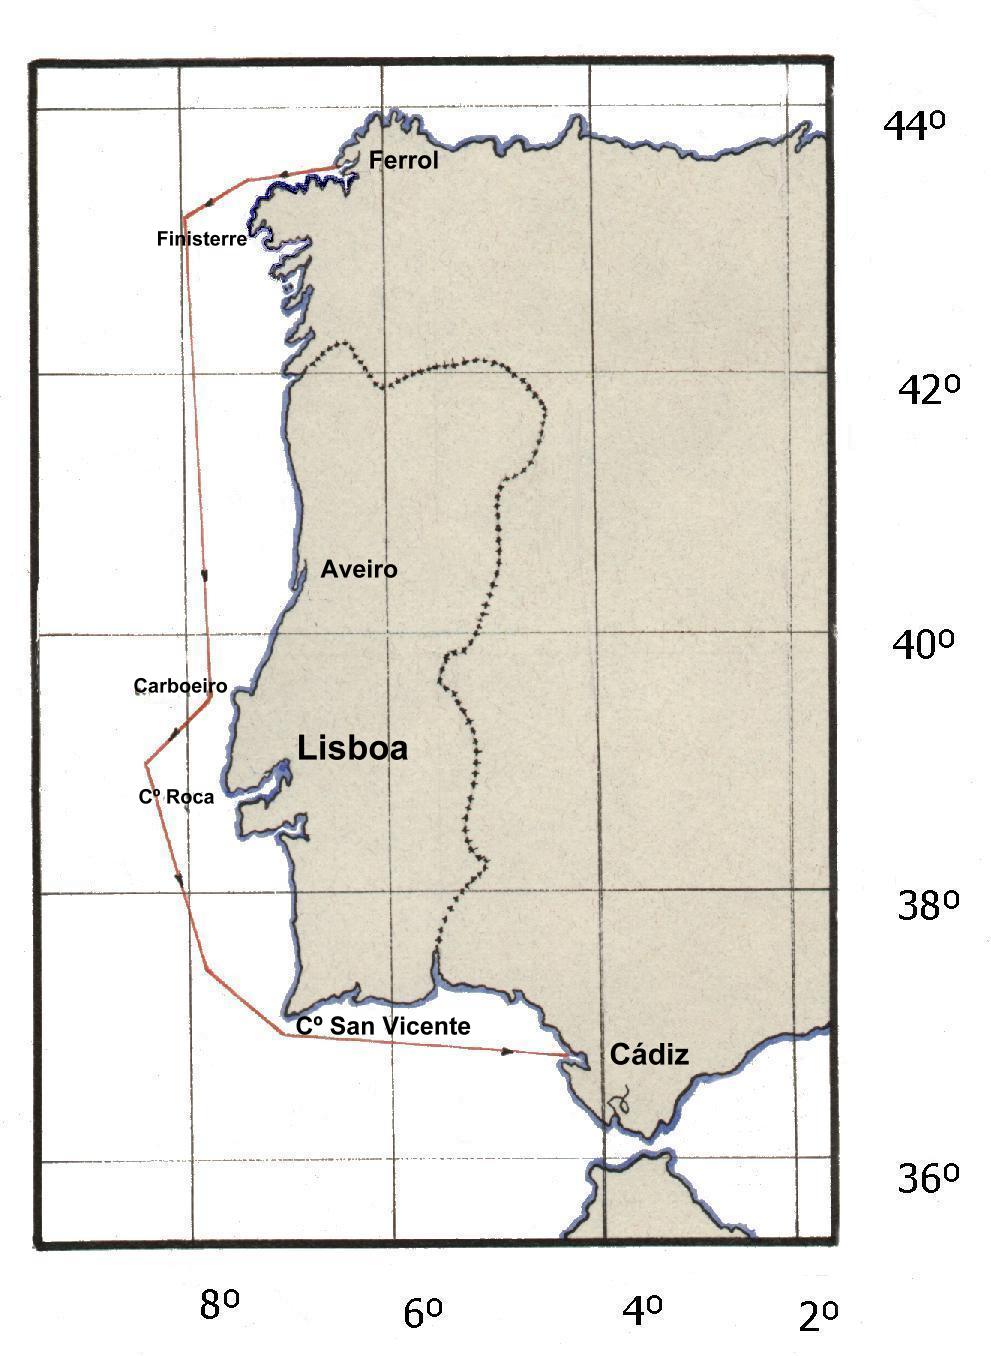 44º
Ferrol
Finisterre
42º
Aveiro
40º
Carboeiro
Lisboa
Cº Roca
38º
Cº San Vicente
Cádiz
36º
8º
6º
4º
2º